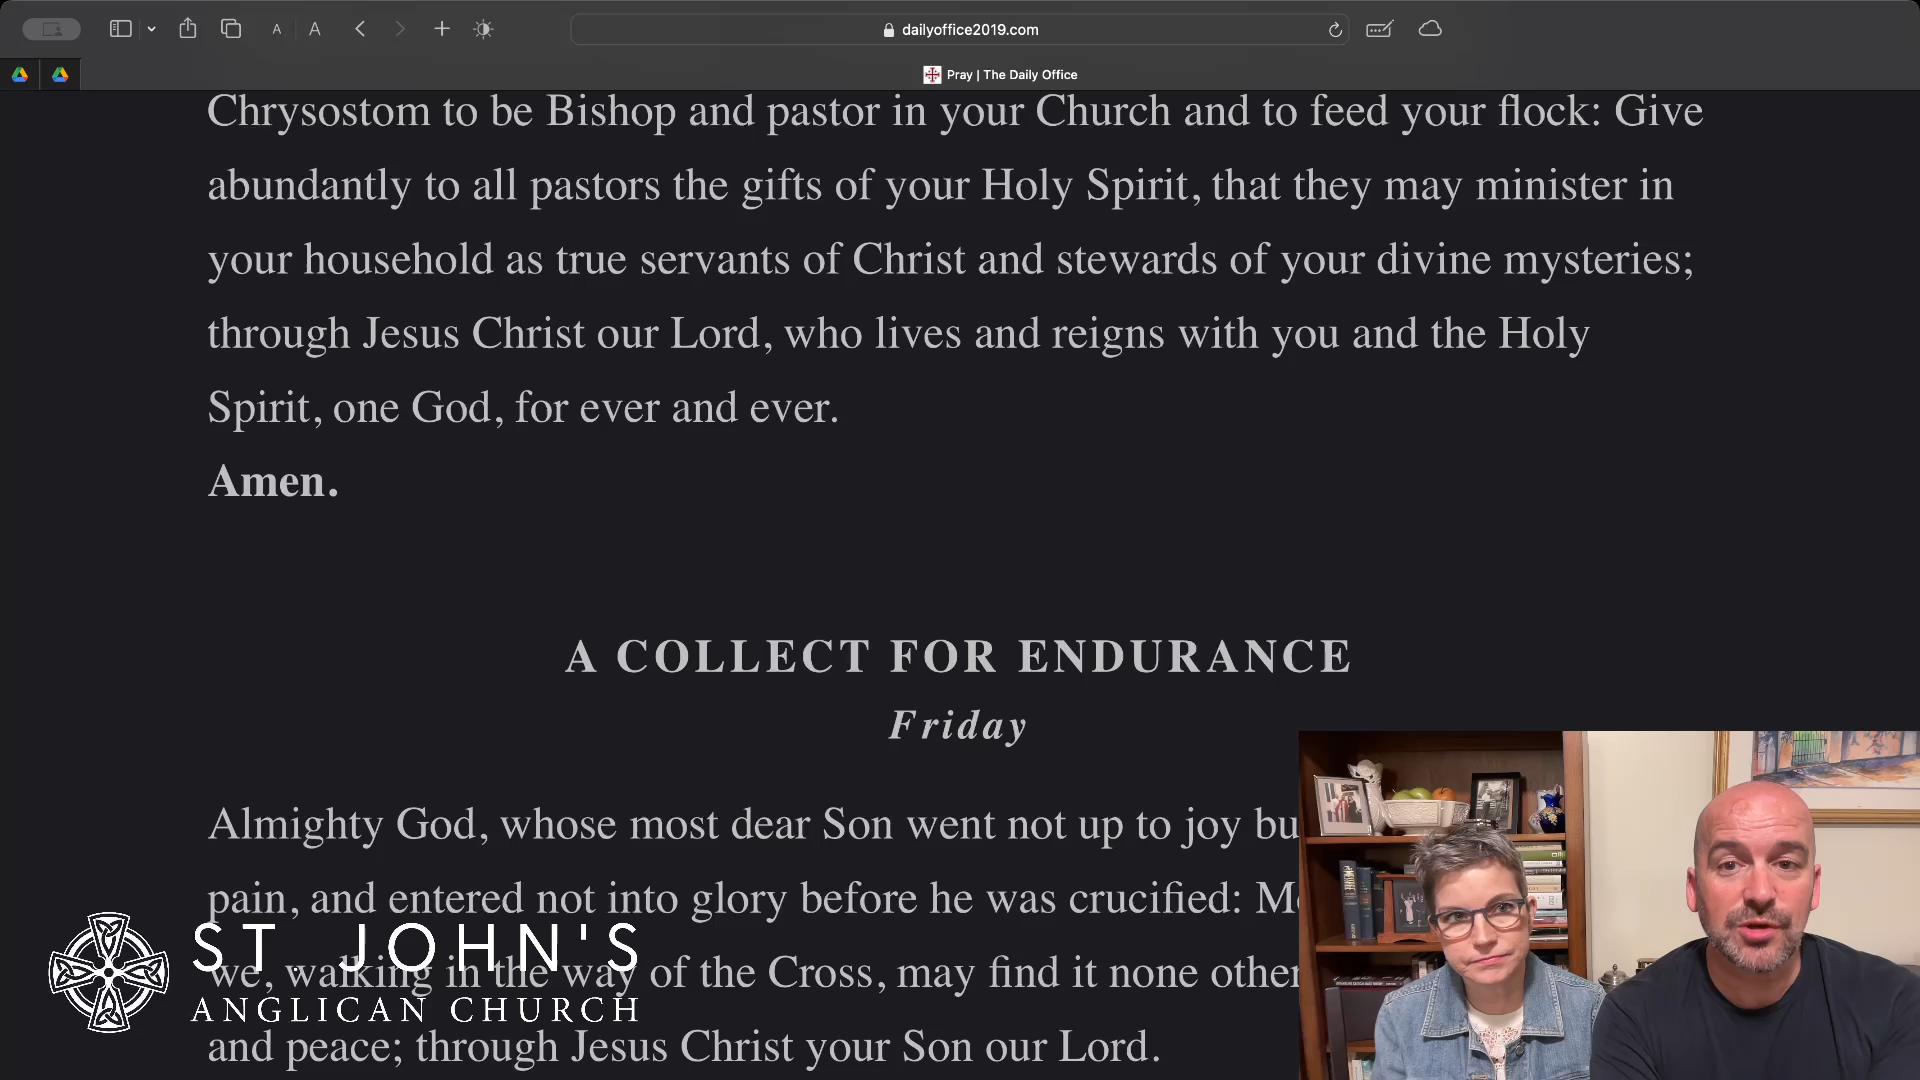 A A
dailyoffice2019.com
Pray | The Daily Office
Chrysostom to be Bishop and pastor in your Church and to feed your flock: Give
abundantly to all pastors the gifts of your Holy Spirit, that they may minister in
your household as true servants of Christ and stewards of your divine mysteries;
through Jesus Christ our Lord, who lives and reigns with you and the Holy
Spirit, one God, for ever and ever.
Amen.
A COLLECT FOR ENDURANCE
Friday
Almighty God, whose most dear Son went not up to joy bu
pain, and entered not into glory before he was crucified: M
we, walking in the way of the Cross, may find it none other
and peace; through Jesus Christ your Son our Lord.
ST. JOHN'S
ANGLICAN CHURCH